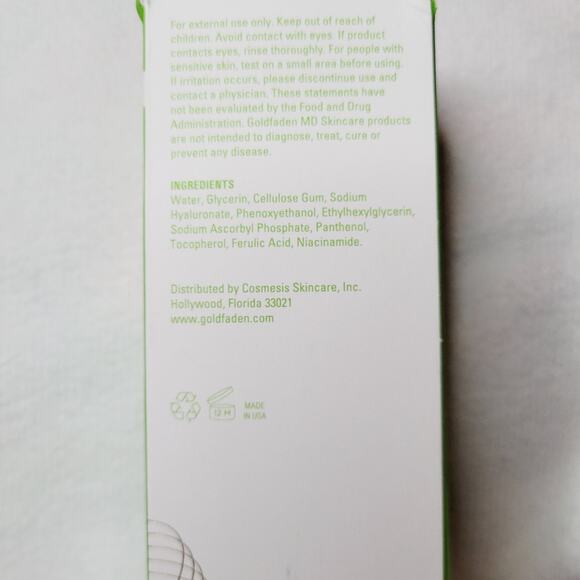 For external use only. Keep out of reach of
children. Avoid contact with eyes. If product
contacts eyes, rinse thoroughly. For people with
sensitive skin, test on a small area before using.
If irritation occurs, please discontinue use and
contact a physician. These statements have
not been evaluated by the Food and Drug
Administration. Goldfaden MD Skincare products
are not intended to diagnose, treat, cure or
prevent any disease.
INGREDIENTS
Water, Glycerin, Cellulose Gum, Sodium
Hyaluronate, Phenoxyethanol, Ethylhexylglycerin,
Sodium Ascorbyl Phosphate, Panthenol,
Tocopherol, Ferulic Acid, Niacinamide.
Distributed by Cosmesis Skincare, Inc.
Hollywood, Florida 33021
www.goldfaden.com
12 M
MADE
IN USA